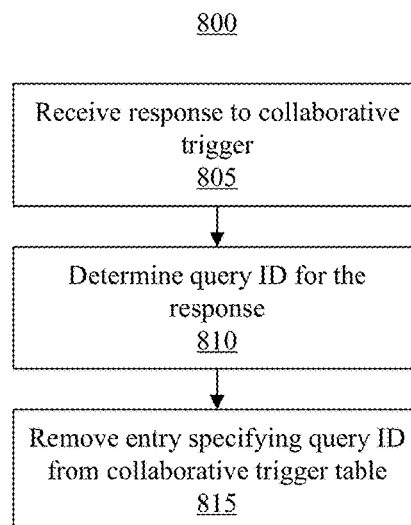 800
Receive response to collaborative
trigger
805
Determine query ID for the
response
810
Remove entry specifying query ID
from collaborative trigger table
815